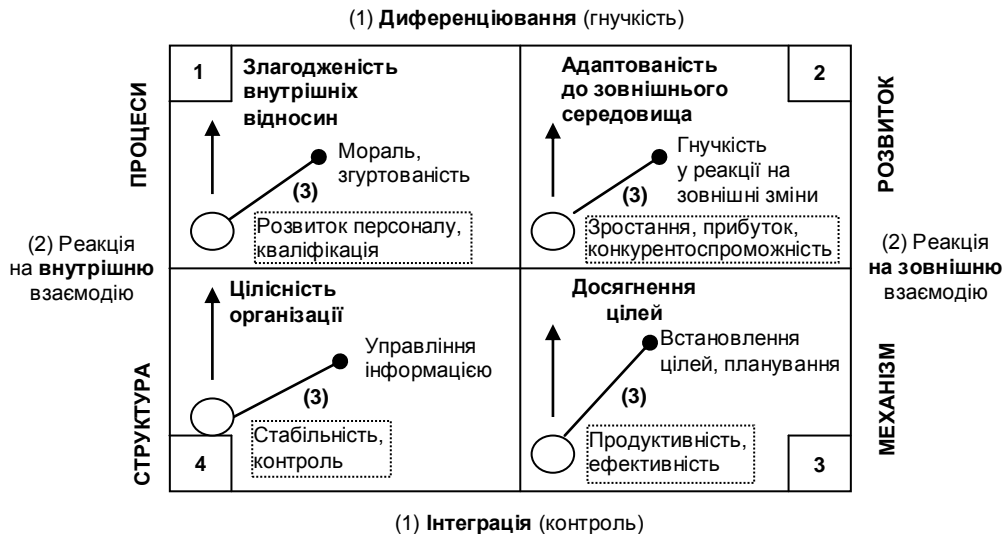 (1) Диференціювання (гнучкість)
1
Злагодженість
внутрішніх
відносин
Мораль,
згуртованість
(3)
Розвиток персоналу,
кваліфікація
ПРОЦЕСИ
Адаптованість
до зовнішнього
середовища
2
Гнучкість
у реакції на
зовнішні зміни
(3)
Зростання, прибуток,
конкурентоспроможність
РОЗВИТОК
(2) Реакція
на внутрішню
взаємодію
(2) Реакція
на зовнішню
взаємодію
Цілісність
організації
Управління
інформацією
(3)
Стабільність,
контроль
4
СТРУКТУРА
Досягнення
цілей
Встановлення
цілей, планування
(3)
Продуктивність,
ефективність
3
МЕХАНІЗМ
(1) Інтеграція (контроль)